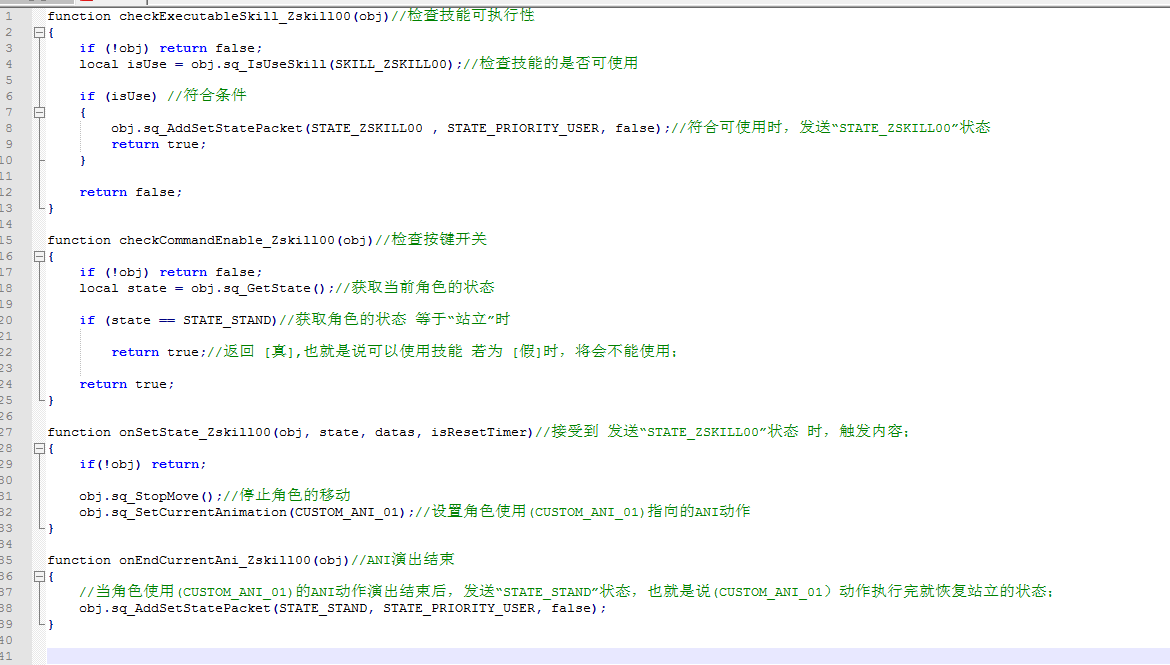 1 function checkExecutableSkill_Zskill00(obj)//检查技能可执行性
2 {
3 if (!obj) return false;
4 local isUse = obj.sq_IsUseSkill(SKILL_ZSKILL00);//检查技能的是否可使用
5
6 if (isUse) //符合条件
7 {
8 obj.sq_AddSetStatePacket(STATE_ZSKILL00 , STATE_PRIORITY_USER, false);//符合可使用时，发送“STATE_ZSKILL00”状态
9 return true;
10 }
11
12 return false;
13 }
14
15 function checkCommandEnable_Zskill00(obj)//检查按键开关
16 {
17 if (!obj) return false;
18 local state = obj.sq_GetState();//获取当前角色的状态
19
20 if (state == STATE_STAND)//获取角色的状态 等于“站立”时
21
22 return true;//返回 [真],也就是说可以使用技能 若为 [假]时，将会不能使用;
23
24 return true;
25 }
26
27 function onSetState_Zskill00(obj, state, datas, isResetTimer)//接受到 发送“STATE_ZSKILL00”状态 时，触发内容;
28 {
29 if(!obj) return;
30
31 obj.sq_StopMove();//停止角色的移动
32 obj.sq_SetCurrentAnimation(CUSTOM_ANI_01);//设置角色使用(CUSTOM_ANI_01)指向的ANI动作
33 }
34
35 function onEndCurrentAni_Zskill00(obj)//ANI演出结束
36 {
37 //当角色使用(CUSTOM_ANI_01)的ANI动作演出结束后，发送“STATE_STAND”状态，也就是说(CUSTOM_ANI_01）动作执行完就恢复站立的状态;
38 obj.sq_AddSetStatePacket(STATE_STAND, STATE_PRIORITY_USER, false);
39 }
40
41